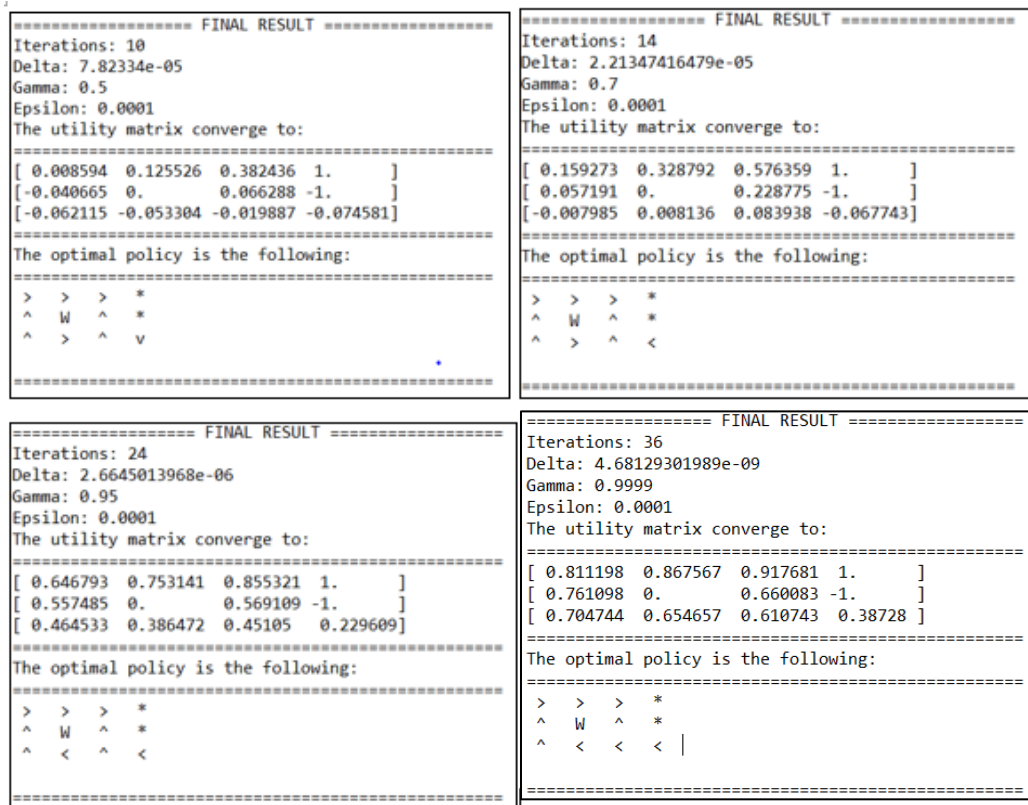 =================== FINAL RESULT ==================
Iterations: 10
Delta: 7.82334e-05
Gamma: 0.5
Epsilon: 0.0001
The utility matrix converge to:
===================================================
[ 0.008594 0.125526 0.382436 1. ]
[-0.040665 0. 0.066288 -1. ]
[-0.062115 -0.053304 -0.019887 -0.074581]
===================================================
The optimal policy is the following:
===================================================
> > > *
^ W ^ *
^ > ^ v
===================================================
=================== FINAL RESULT ==================
Iterations: 14
Delta: 2.21347416479e-05
Gamma: 0.7
Epsilon: 0.0001
The utility matrix converge to:
===================================================
[ 0.159273 0.328792 0.576359 1. ]
[ 0.057191 0. 0.228775 -1. ]
[-0.007985 0.008136 0.083938 -0.067743]
===================================================
The optimal policy is the following:
===================================================
> > > *
^ W ^ *
^ > ^ <
===================================================
=================== FINAL RESULT ==================
Iterations: 24
Delta: 2.6645013968e-06
Gamma: 0.95
Epsilon: 0.0001
The utility matrix converge to:
===================================================
[ 0.646793 0.753141 0.855321 1. ]
[ 0.557485 0. 0.569109 -1. ]
[ 0.464533 0.386472 0.45105 0.229609]
===================================================
The optimal policy is the following:
===================================================
> > > *
^ W ^ *
^ < ^ <
===================================================
=================== FINAL RESULT ==================
Iterations: 36
Delta: 4.68129301989e-09
Gamma: 0.9999
Epsilon: 0.0001
The utility matrix converge to:
===================================================
[ 0.811198 0.867567 0.917681 1. ]
[ 0.761098 0. 0.660083 -1. ]
[ 0.704744 0.654657 0.610743 0.38728 ]
===================================================
The optimal policy is the following:
===================================================
> > > *
^ W ^ *
^ < < <
===================================================